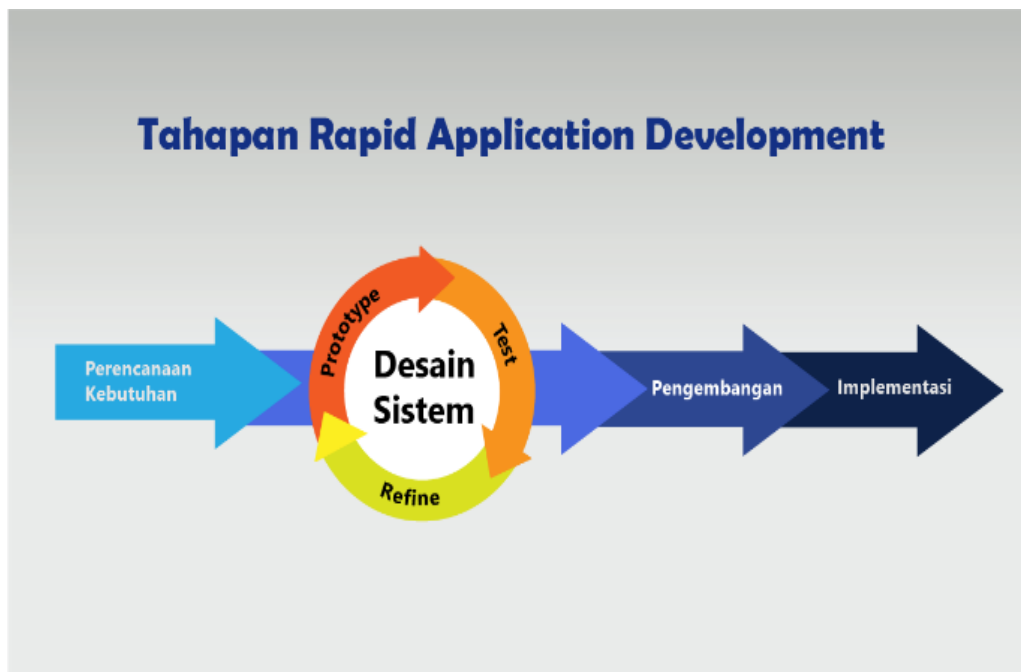 Tahapan Rapid Application Development
Perencanaan
Kebutuhan
Prototype
Test
Refine
Desain
Sistem
Pengembangan
Implementasi